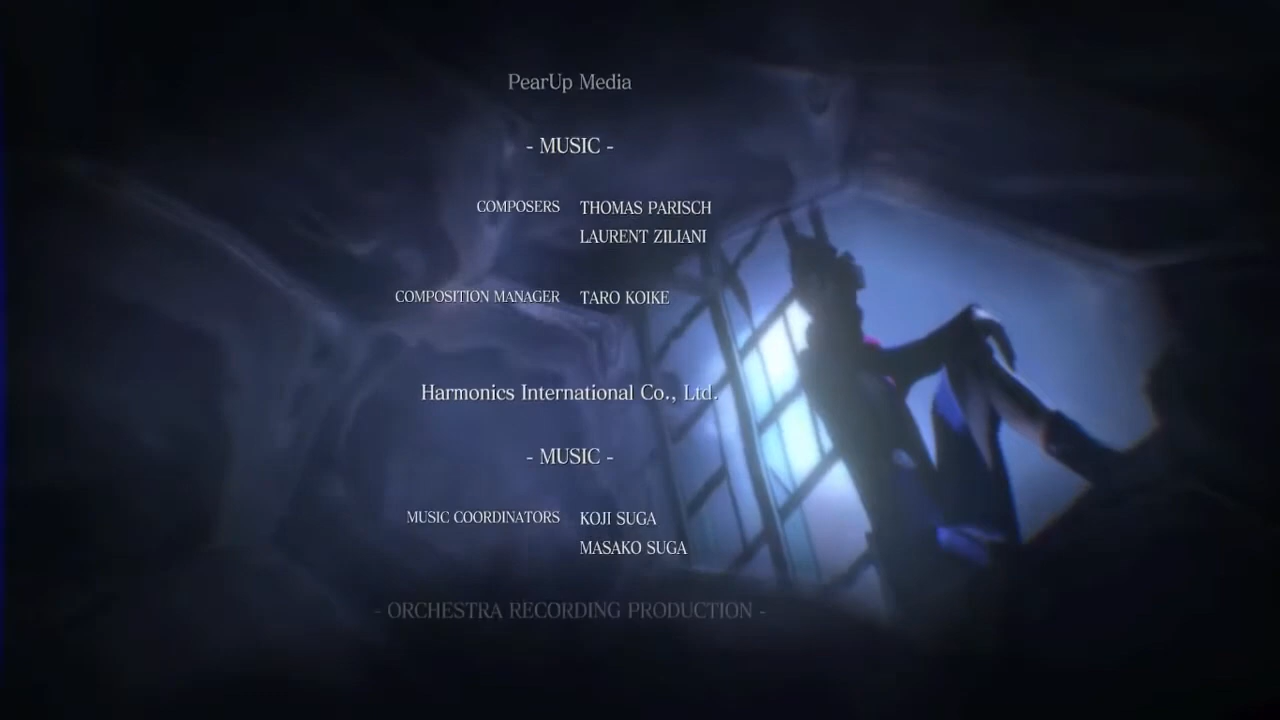 PearUp Media
- MUSIC -
COMPOSERS THOMAS PARISCH
LAURENT ZILIANI
COMPOSITION MANAGER TARO KOIKE
Harmonics International Co., Ltd.
- MUSIC -
MUSIC COORDINATORS KOJI SUGA
MASAKO SUGA
- ORCHESTRA RECORDING PRODUCTION -